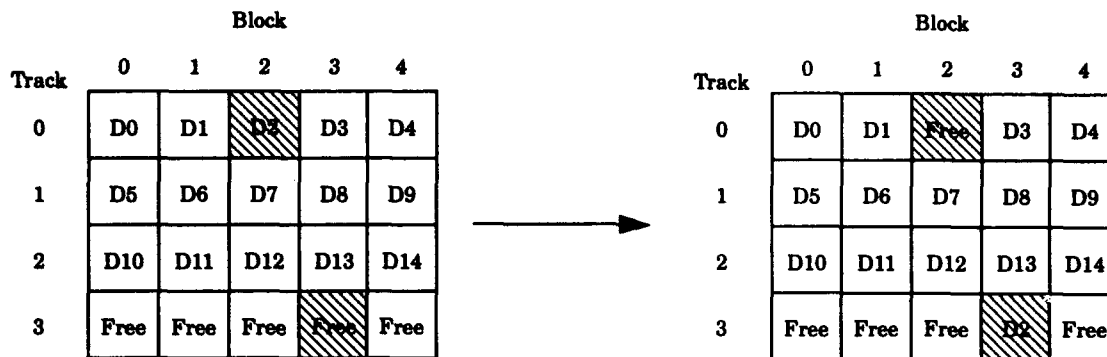 Block
0 1 2 3 4
Track
0 D0 D1 D2 D3 D4
1 D5 D6 D7 D8 D9
2 D10 D11 D12 D13 D14
3 Free Free Free Free Free
Block
0 1 2 3 4
Track
0 D0 D1 Free D3 D4
1 D5 D6 D7 D8 D9
2 D10 D11 D12 D13 D14
3 Free Free Free D2 Free